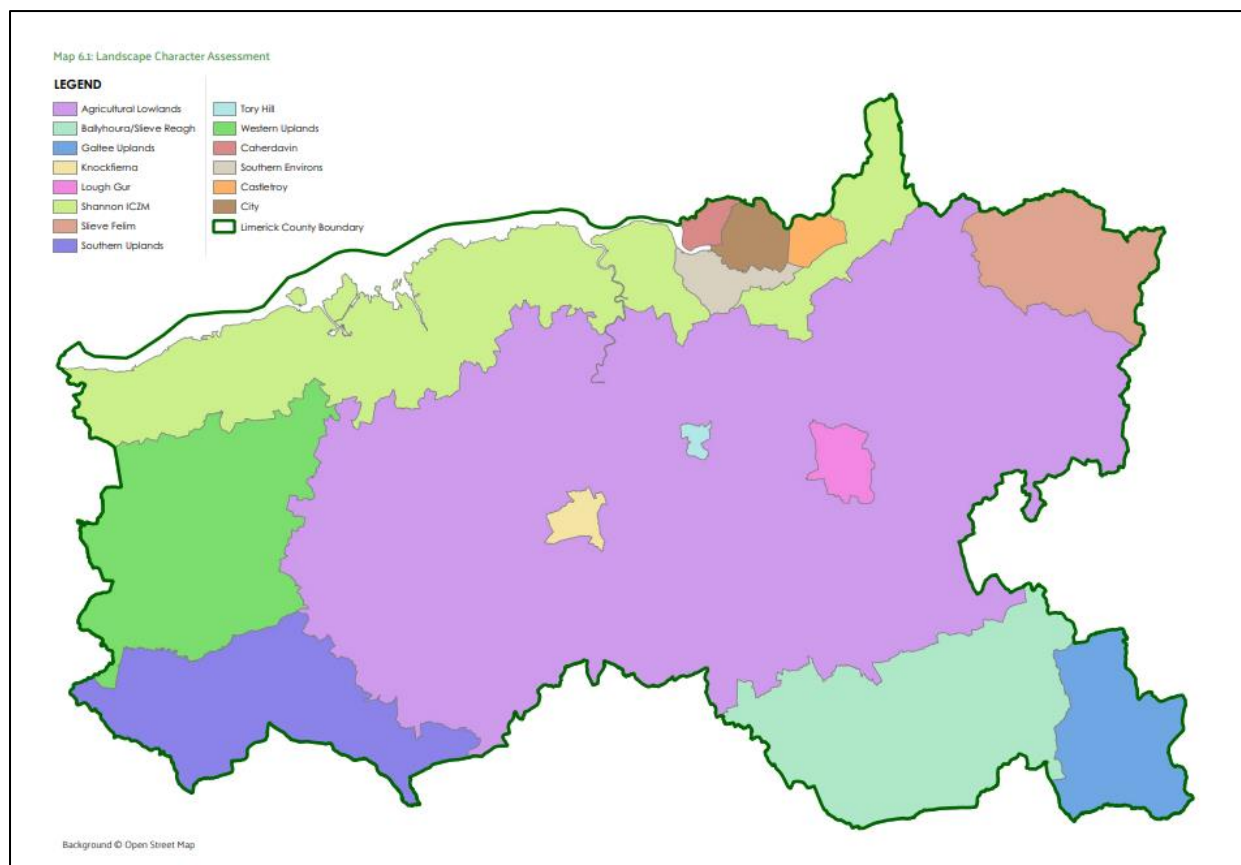 Map 6.1: Landscape Character Assessment
LEGEND
Agricultural Lowlands
Ballyhoura/Slieve Reagh
Galtee Uplands
Knockfierna
Lough Gur
Shannon ICZM
Slieve Felim
Southern Uplands
Tory Hill
Western Uplands
Caherdavin
Southern Environs
Castletroy
City
Limerick County Boundary
Background © Open Street Map